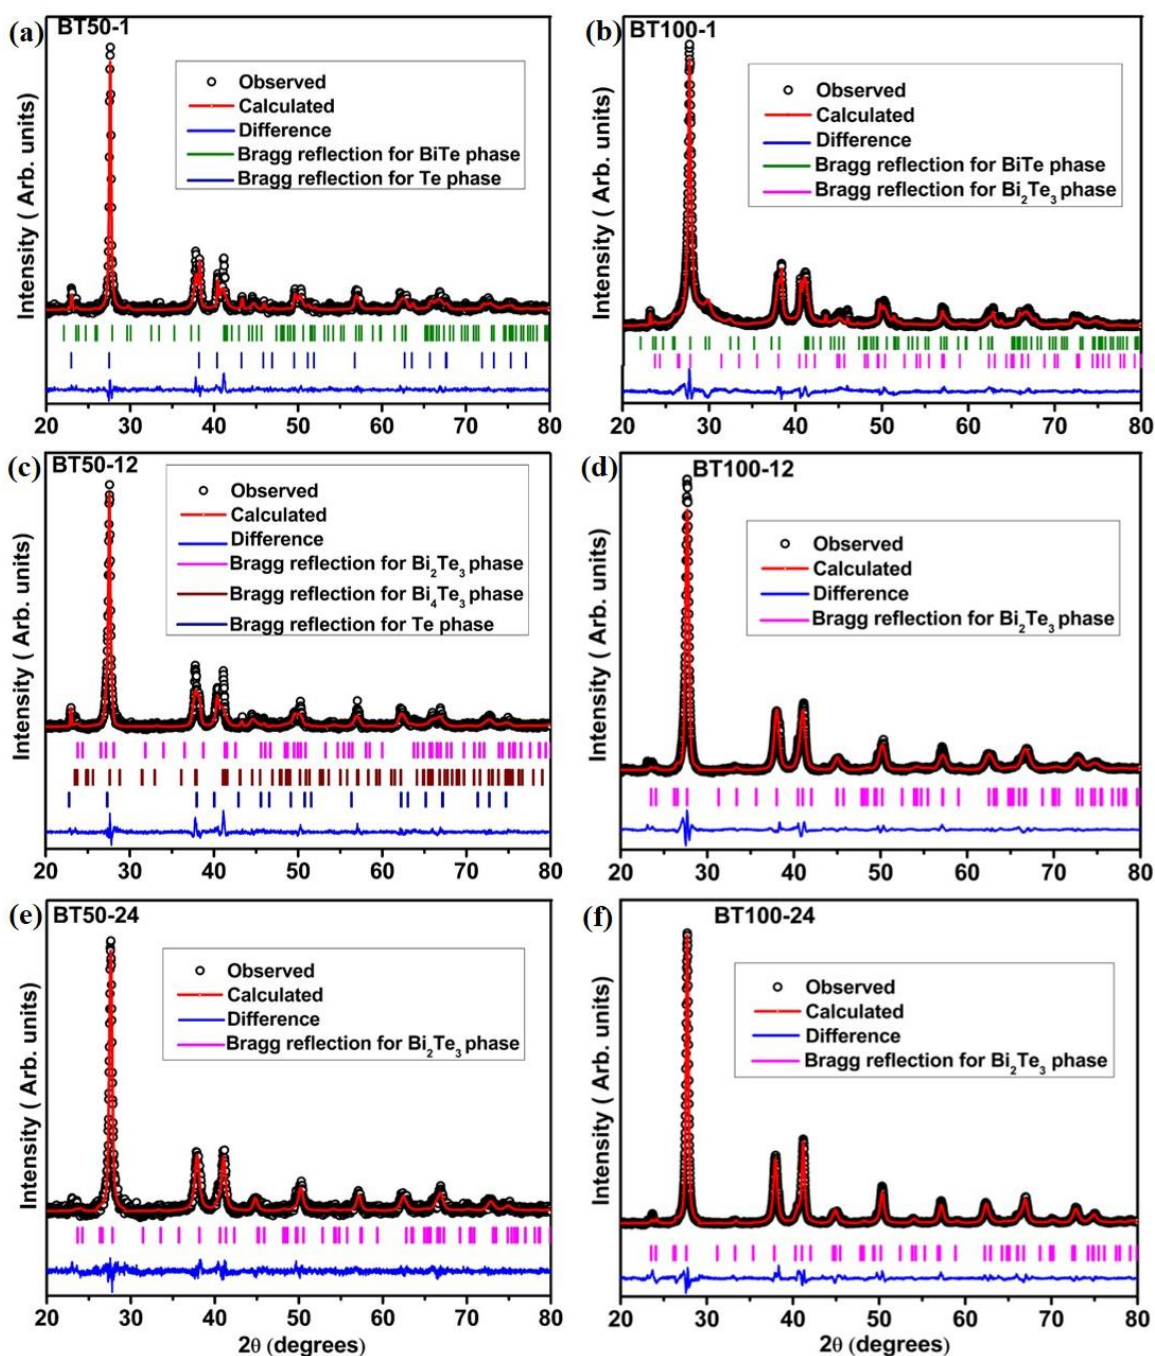 (a) BT50-1
Observed
Calculated
Difference
Bragg reflection for BiTe phase
Bragg reflection for Te phase
Intensity ( Arb. units)
20 30 40 50 60 70 80
(b) BT100-1
Observed
Calculated
Difference
Bragg reflection for BiTe phase
Bragg reflection for Bi₂Te₃ phase
Intensity ( Arb. units)
20 30 40 50 60 70 80
(c) BT50-12
Observed
Calculated
Difference
Bragg reflection for Bi₂Te₃ phase
Bragg reflection for Bi₄Te₃ phase
Bragg reflection for Te phase
Intensity ( Arb. units)
20 30 40 50 60 70 80
(d) BT100-12
Observed
Calculated
Difference
Bragg reflection for Bi₂Te₃ phase
Intensity ( Arb. units)
20 30 40 50 60 70 80
(e) BT50-24
Observed
Calculated
Difference
Bragg reflection for Bi₂Te₃ phase
Intensity ( Arb. units)
20 30 40 50 60 70 80
2θ (degrees)
(f) BT100-24
Observed
Calculated
Difference
Bragg reflection for Bi₂Te₃ phase
Intensity ( Arb. units)
20 30 40 50 60 70 80
2θ (degrees)